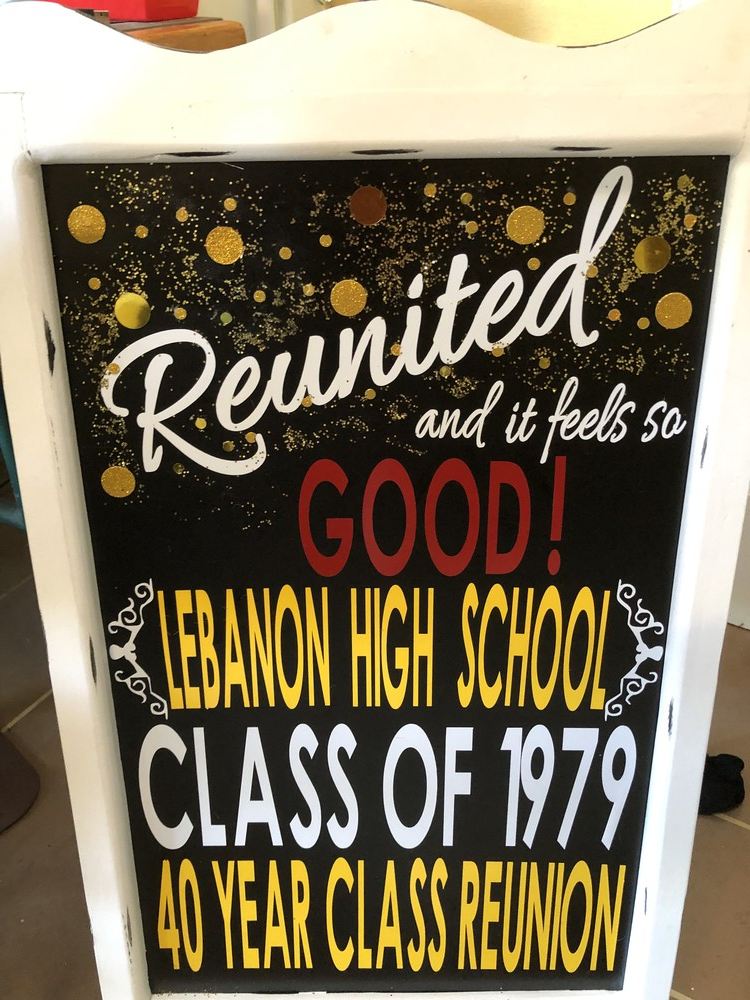 Reunited
and it feels so
GOOD!
LEBANON HIGH SCHOOL
CLASS OF 1979
40 YEAR CLASS REUNION